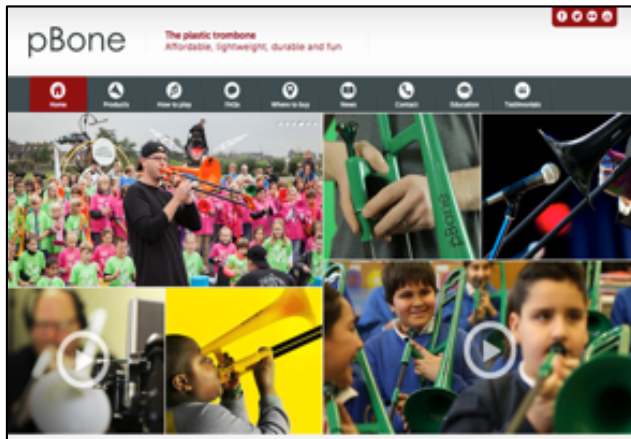 pBone
The plastic trombone
Affordable, lightweight, durable and fun
Home
Products
How to play
FAQs
Where to buy
News
Contact
Education
Testimonials
pBone